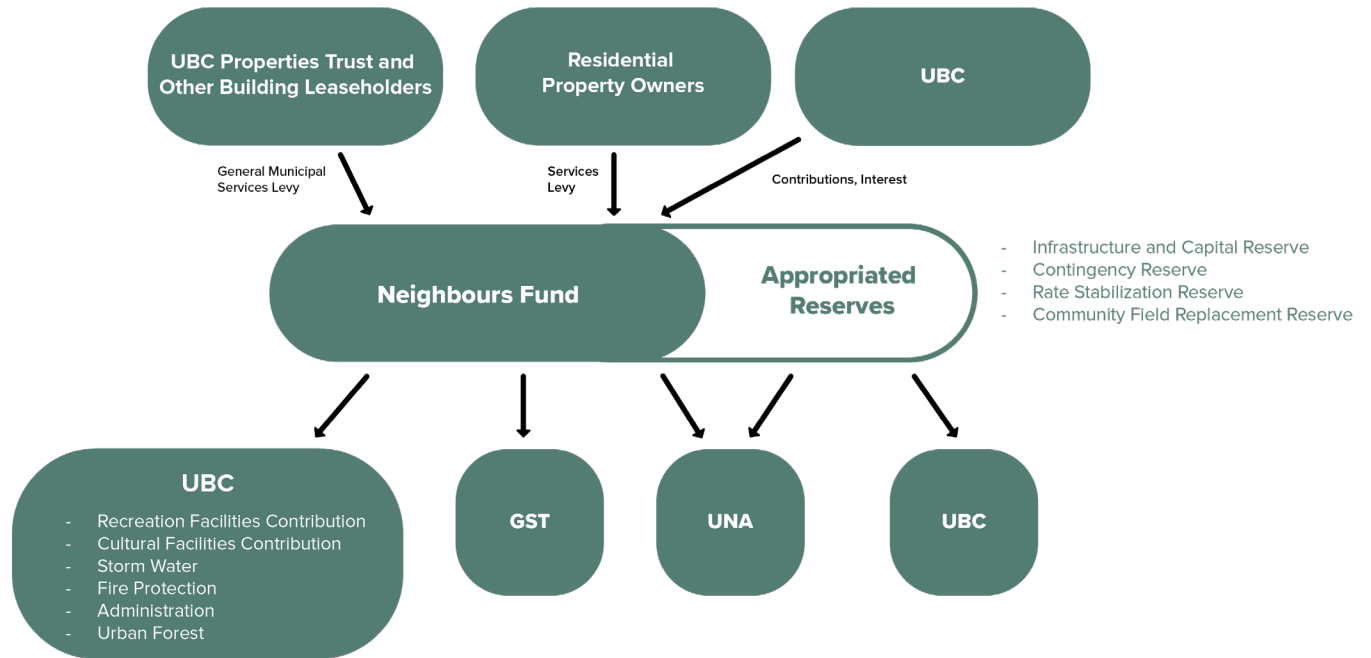 UBC Properties Trust and
Other Building Leaseholders
Residential
Property Owners
UBC
General Municipal
Services Levy
Services
Levy
Contributions, Interest
Neighbours Fund
Appropriated
Reserves
- Infrastructure and Capital Reserve
- Contingency Reserve
- Rate Stabilization Reserve
- Community Field Replacement Reserve
UBC
- Recreation Facilities Contribution
- Cultural Facilities Contribution
- Storm Water
- Fire Protection
- Administration
- Urban Forest
GST
UNA
UBC